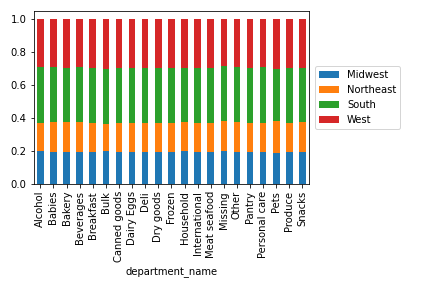 1.0
0.8
0.6
0.4
0.2
0.0
Alcohol
Babies
Bakery
Beverages
Breakfast
Bulk
Canned goods
Dairy Eggs
Deli
Dry goods
Frozen
Household
International
Meat seafood
Missing
Other
Pantry
Personal care
Pets
Produce
Snacks
department_name
Midwest
Northeast
South
West